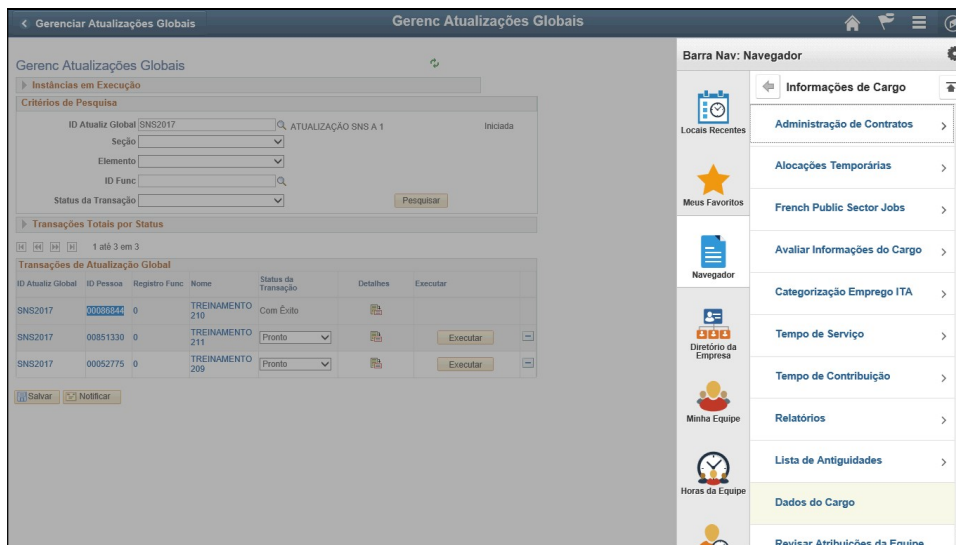 Gerenciar Atualizações Globais
Gerenc Atualizações Globais
Gerenc Atualizações Globais
Instâncias em Execução
Critérios de Pesquisa
ID Atualiz Global SNS2017 ATUALIZAÇÃO SNS A 1 Iniciada
Seção
Elemento
ID Func
Status da Transação Pesquisar
Transações Totais por Status
1 até 3 em 3
Transações de Atualização Global
ID Atualiz Global ID Pessoa Registro Func Nome Status da Transação Detalhes Executar
SNS2017 00086844 0 TREINAMENTO 210 Com Êxito
SNS2017 00851330 0 TREINAMENTO 211 Pronto Executar
SNS2017 00052775 0 TREINAMENTO 209 Pronto Executar
Salvar Notificar
Barra Nav: Navegador
Locais Recentes
Meus Favoritos
Navegador
Diretório da
Empresa
Minha Equipe
Horas da Equipe
Informações de Cargo
Administração de Contratos
Alocações Temporárias
French Public Sector Jobs
Avaliar Informações do Cargo
Categorização Emprego ITA
Tempo de Serviço
Tempo de Contribuição
Relatórios
Lista de Antiguidades
Dados do Cargo
Revisar Atribuições da Equipe